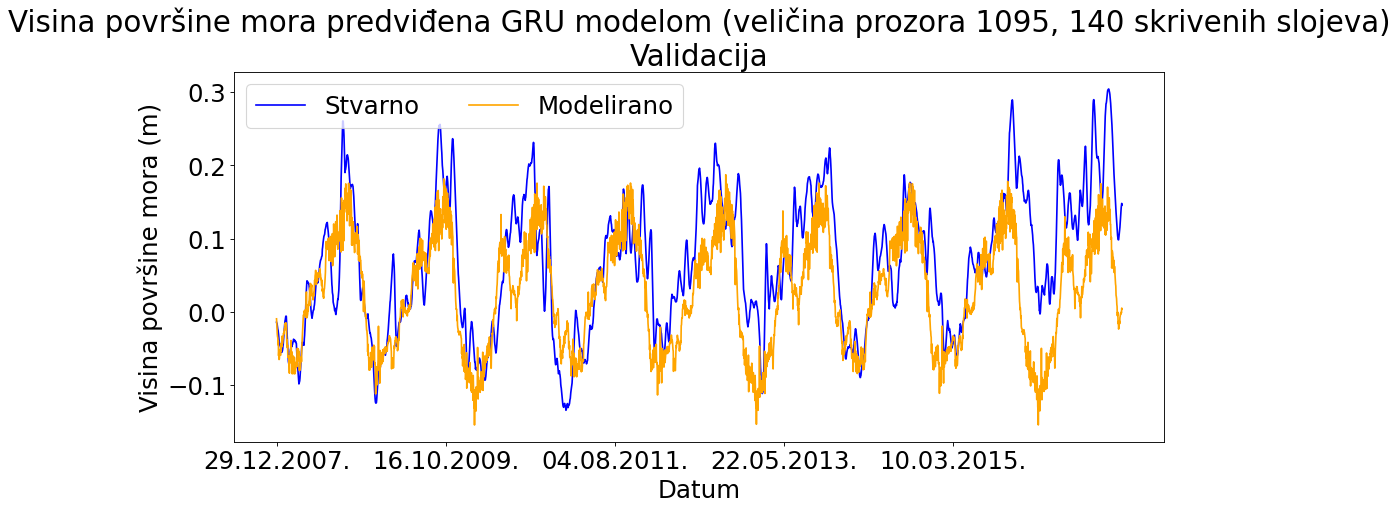 Visina površine mora predviđena GRU modelom (veličina prozora 1095, 140 skrivenih slojeva)
Validacija
Stvarno
Modelirano
Visina površine mora (m)
0.3
0.2
0.1
0.0
−0.1
29.12.2007.
16.10.2009.
04.08.2011.
22.05.2013.
10.03.2015.
Datum